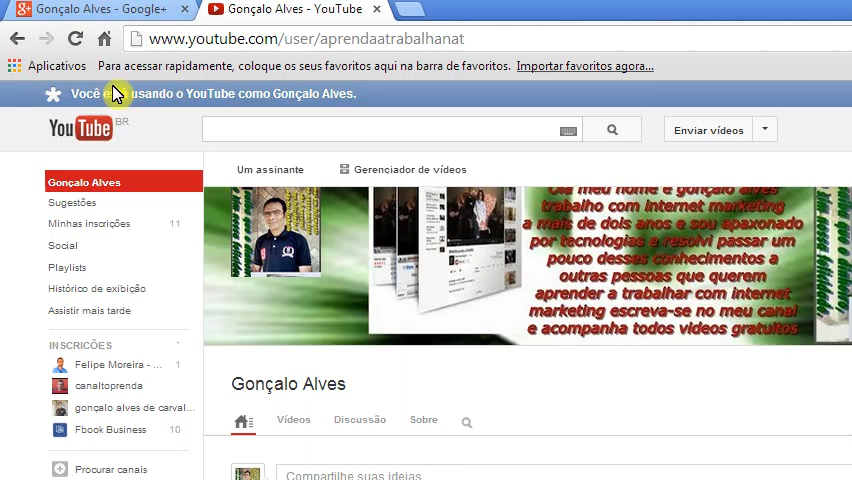 Gonçalo Alves - Google+
Gonçalo Alves - YouTube
www.youtube.com/user/aprendaatrabalhanat
Aplicativos Para acessar rapidamente, coloque os seus favoritos aqui na barra de favoritos. Importar favoritos agora...
Você usando o YouTube como Gonçalo Alves.
YouTube BR
Enviar vídeos
Um assinante Gerenciador de vídeos
Gonçalo Alves
Sugestões
Minhas inscrições 11
Social
Playlists
Histórico de exibição
Assistir mais tarde
Ola meu nome e gonçalo alves
trabalho com internet marketing
a mais de dois anos e sou apaxonado
por tecnologias e resolvi passar um
pouco desses conhecimentos a
outras pessoas que querem
aprender a trabalhar com internet
marketing escreva-se no meu canal
e acompanha todos videos gratuitos
INSCRIÇÕES
Felipe Moreira - ... 1
canaltoprenda
gonçalo alves de carval...
Fbook Business 10
Procurar canais
Gonçalo Alves
Vídeos Discussão Sobre
Compartilhe suas ideias